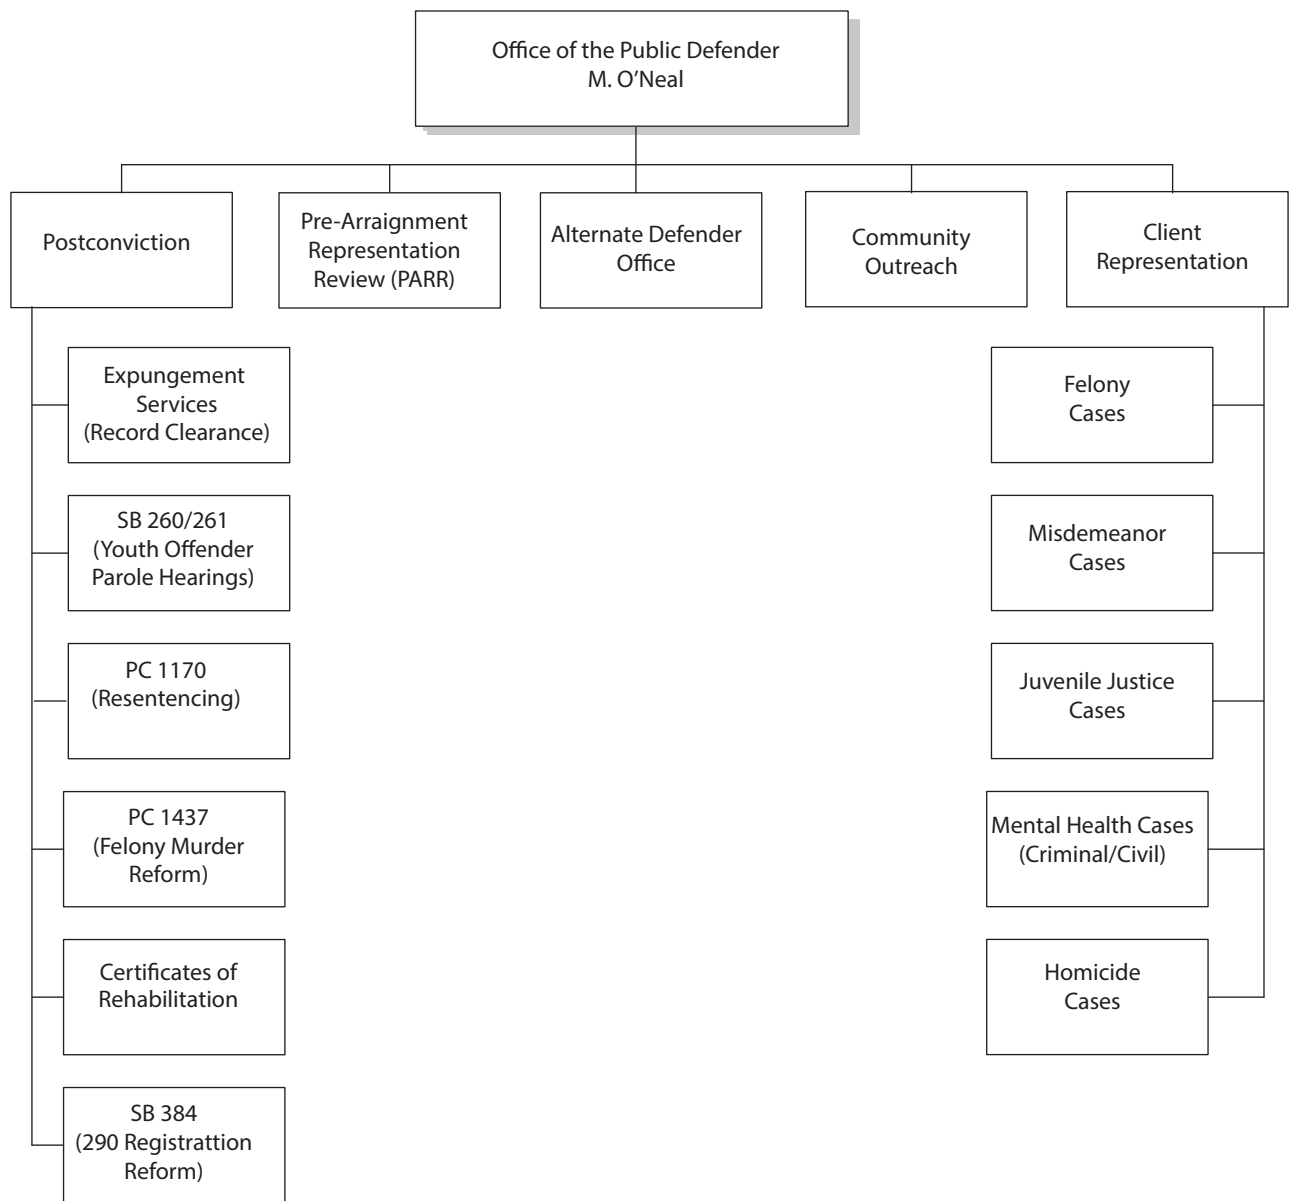 Office of the Public Defender
M. O’Neal
Postconviction
Pre-Arraignment
Representation
Review (PARR)
Alternate Defender
Office
Community
Outreach
Client
Representation
Expungement
Services
(Record Clearance)
SB 260/261
(Youth Offender
Parole Hearings)
PC 1170
(Resentencing)
PC 1437
(Felony Murder
Reform)
Certificates of
Rehabilitation
SB 384
(290 Registrattion
Reform)
Felony
Cases
Misdemeanor
Cases
Juvenile Justice
Cases
Mental Health Cases
(Criminal/Civil)
Homicide
Cases